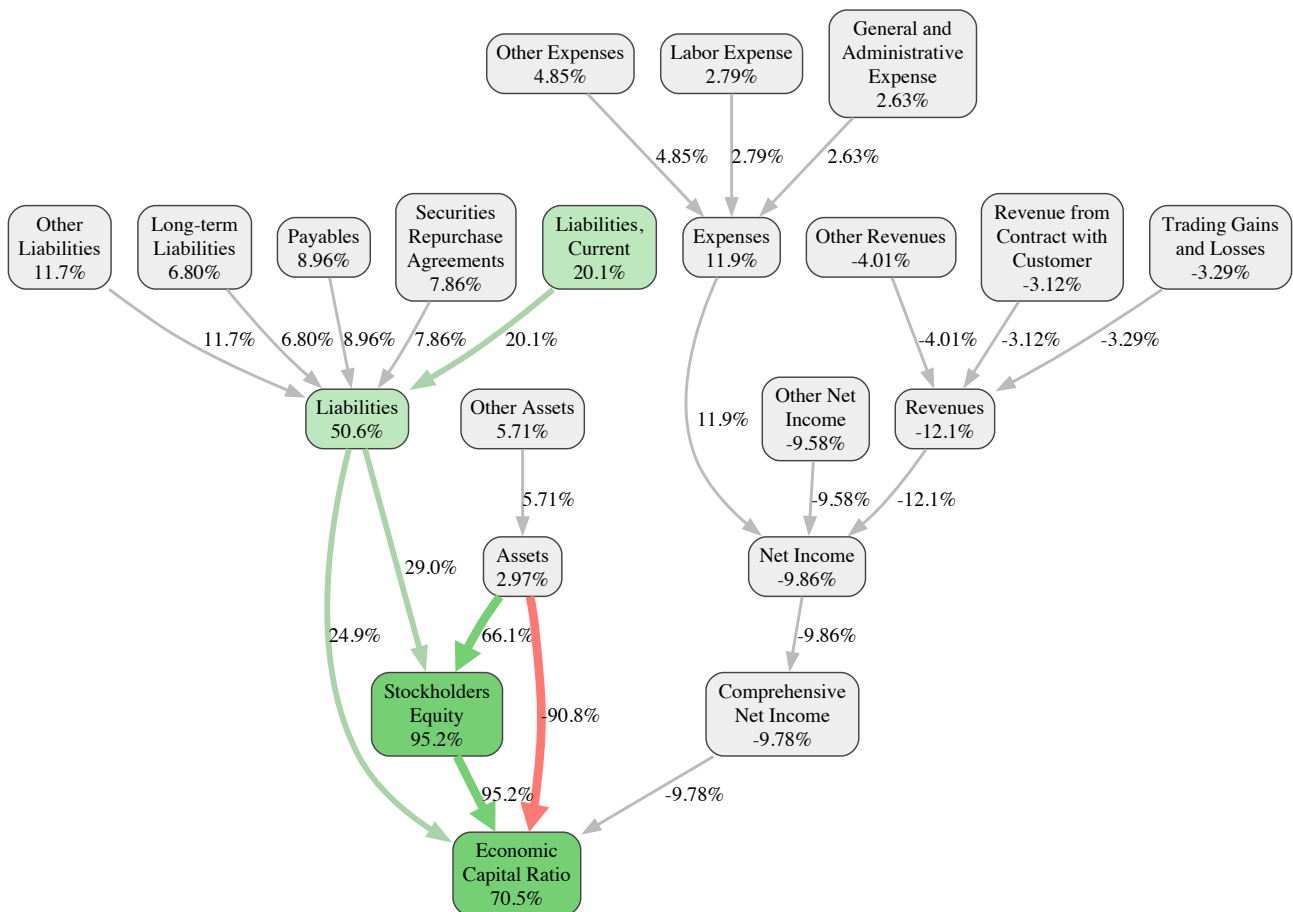 General and
Administrative
Expense
2.63%
Other Expenses
4.85%
Labor Expense
2.79%
4.85%
2.79%
2.63%
Other
Liabilities
11.7%
Long-term
Liabilities
6.80%
Payables
8.96%
Securities
Repurchase
Agreements
7.86%
Liabilities,
Current
20.1%
Expenses
11.9%
Other Revenues
-4.01%
Revenue from
Contract with
Customer
-3.12%
Trading Gains
and Losses
-3.29%
11.7%
6.80%
8.96%
7.86%
20.1%
-4.01%
-3.12%
-3.29%
Liabilities
50.6%
Other Assets
5.71%
11.9%
Other Net
Income
-9.58%
Revenues
-12.1%
5.71%
-9.58%
-12.1%
Assets
2.97%
Net Income
-9.86%
29.0%
24.9%
66.1%
-9.86%
Stockholders
Equity
95.2%
-90.8%
Comprehensive
Net Income
-9.78%
95.2%
-9.78%
Economic
Capital Ratio
70.5%